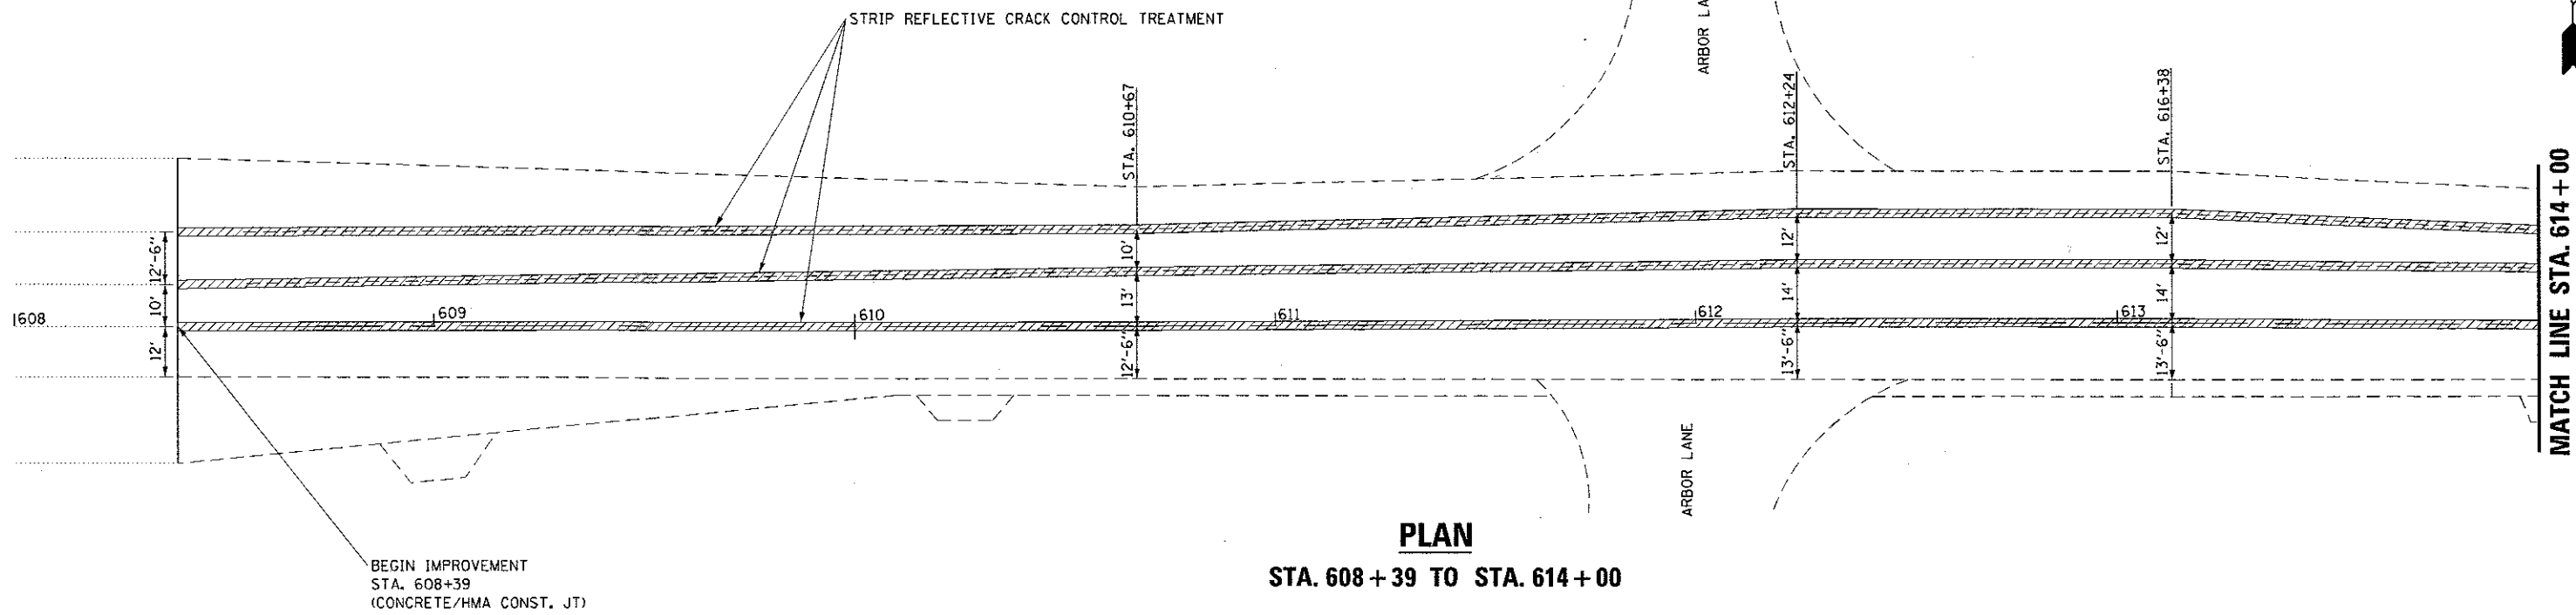 STRIP REFLECTIVE CRACK CONTROL TREATMENT
ARBOR LA
STA. 610+67
STA. 612+24
STA. 616+38
MATCH LINE STA. 614+00
12'-6"
10'
12'
10'
13'
12'-6"
12'
14'
13'-6"
12'
14'
13'-6"
608
609
610
611
612
613
ARBOR LANE
BEGIN IMPROVEMENT
STA. 608+39
(CONCRETE/HMA CONST. JT)
PLAN
STA. 608+39 TO STA. 614+00